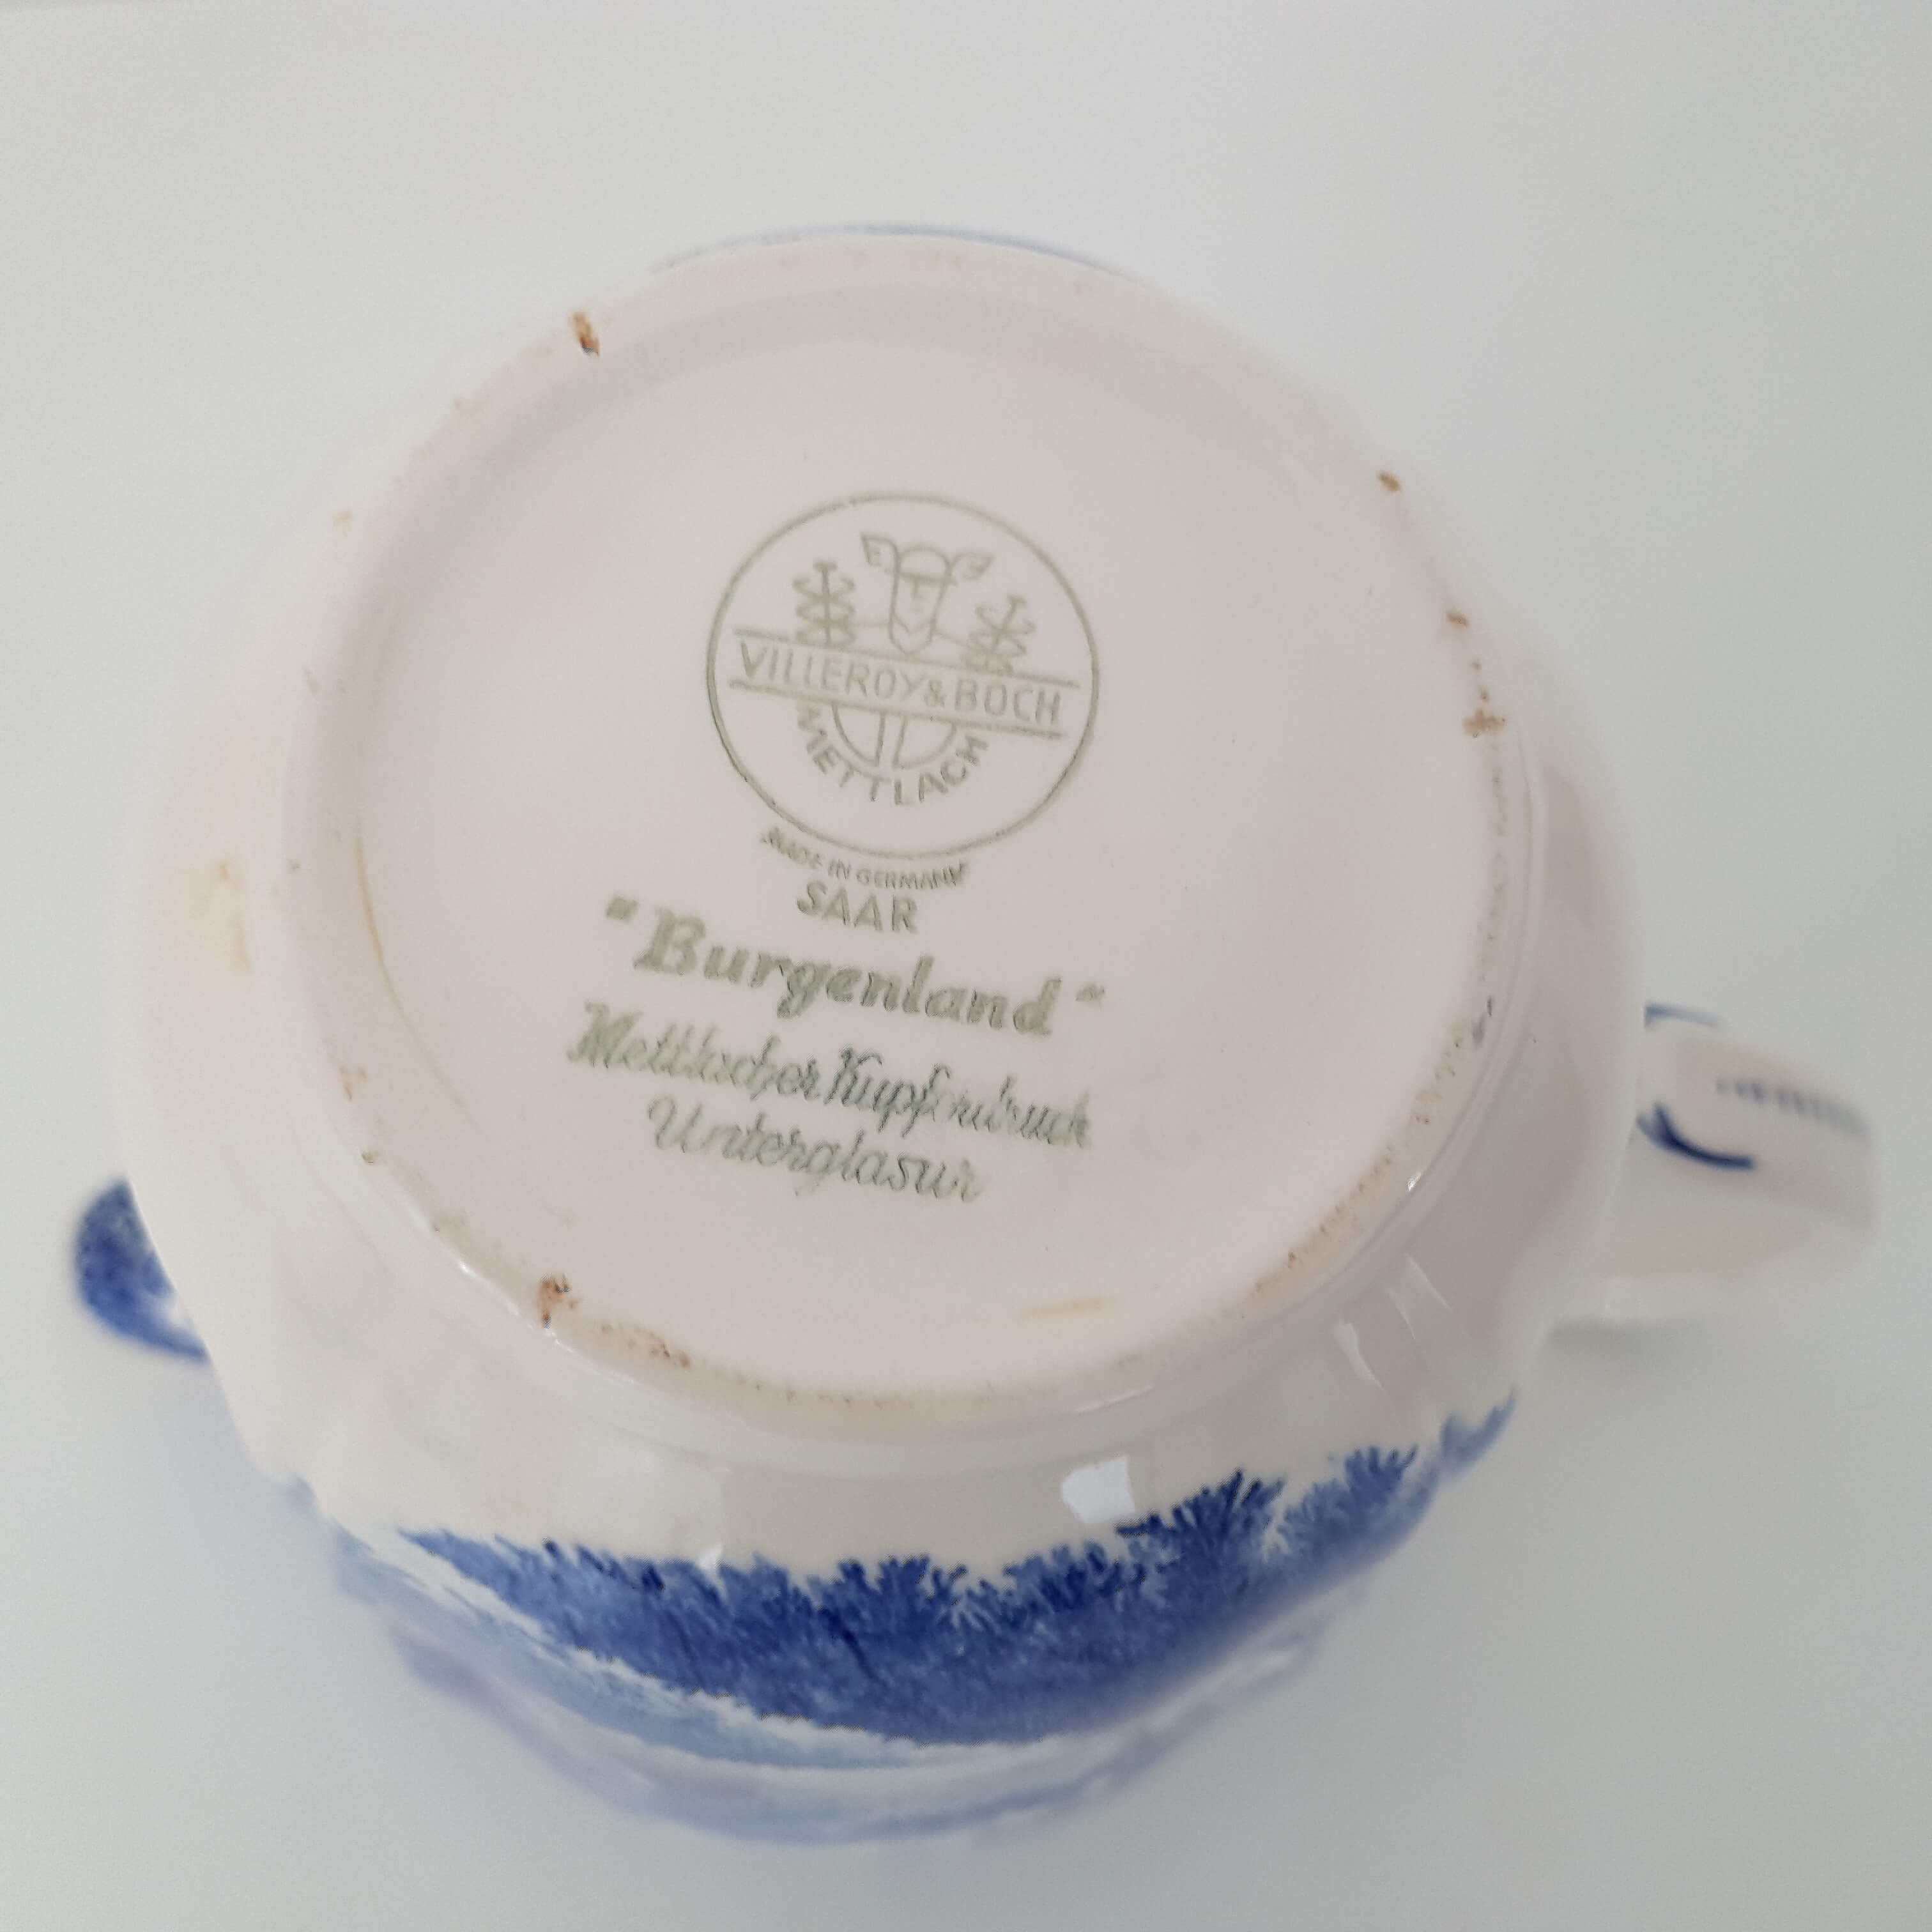 VILLEROY & BOCH
METTLACH
MADE IN GERMANY
SAAR
"Burgenland"
Mettlacher Kupferdruck
Unterglasur